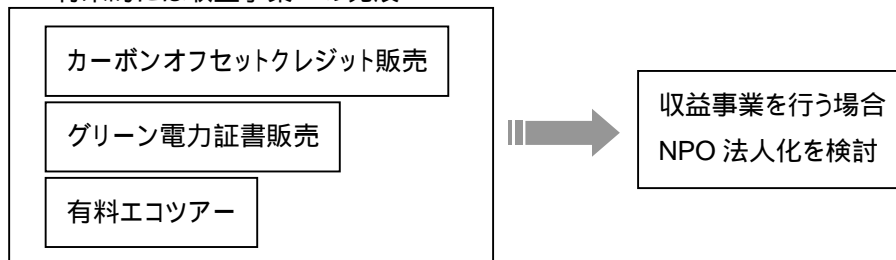 カーボンオフセットクレジット販売
グリーン電力証書販売
有料エコツアー
収益事業を行う場合
NPO 法人化を検討